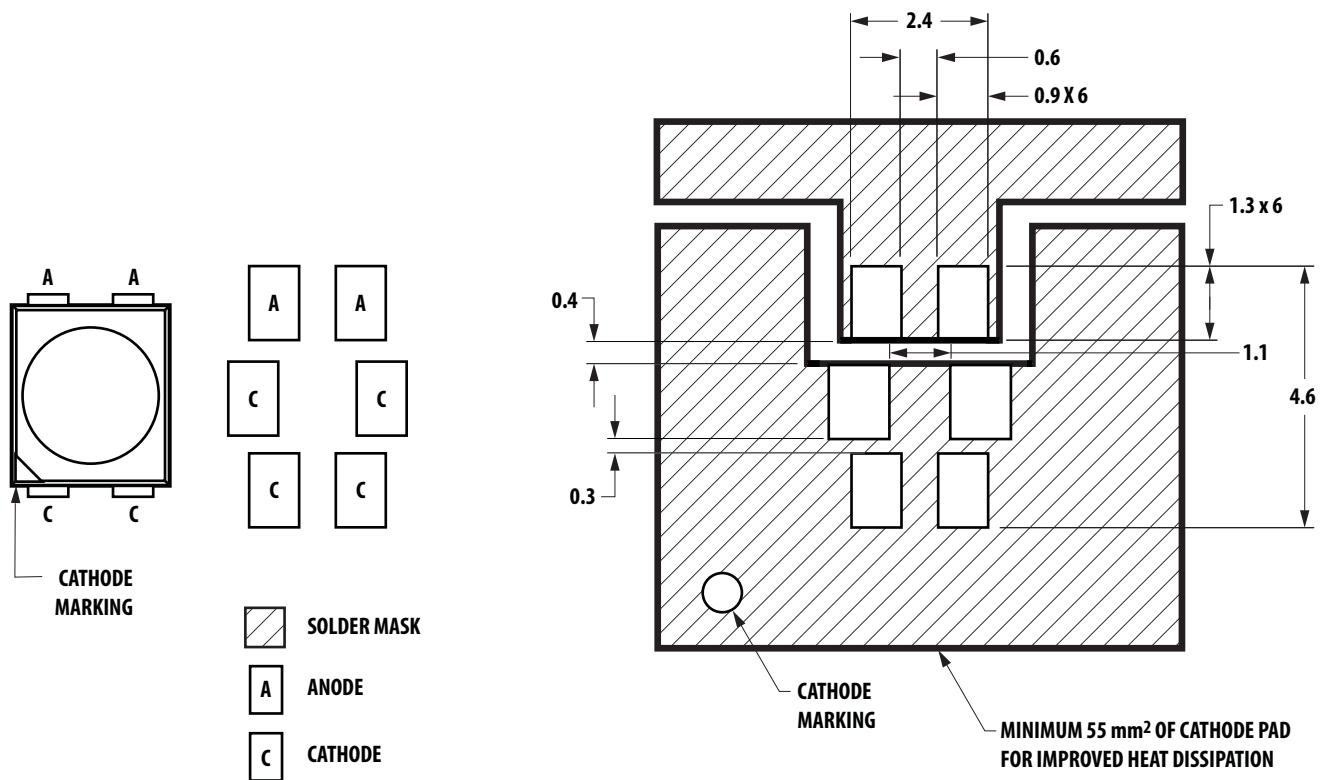 2.4
0.6
0.9 X 6
1.3 x 6
A A
A A
0.4
1.1
C C
4.6
C C
0.3
C C
CATHODE
MARKING
SOLDER MASK
A ANODE
C CATHODE
CATHODE
MARKING
MINIMUM 55 mm² OF CATHODE PAD
FOR IMPROVED HEAT DISSIPATION